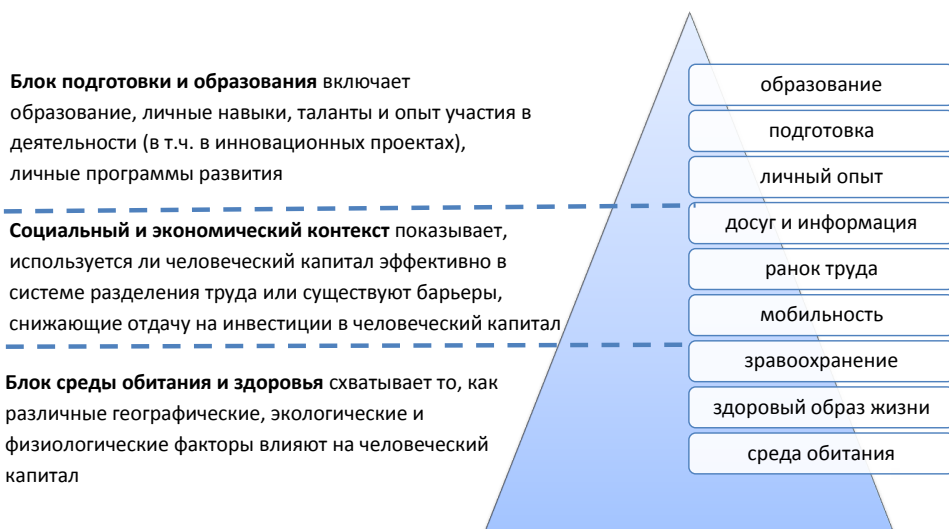 Блок подготовки и образования включает
образование, личные навыки, таланты и опыт участия в
деятельности (в т.ч. в инновационных проектах),
личные программы развития
Социальный и экономический контекст показывает,
используется ли человеческий капитал эффективно в
системе разделения труда или существуют барьеры,
снижающие отдачу на инвестиции в человеческий капитал
Блок среды обитания и здоровья схватывает то, как
различные географические, экологические и
физиологические факторы влияют на человеческий
капитал
образование
подготовка
личный опыт
досуг и информация
ранок труда
мобильность
зравоохранение
здоровый образ жизни
среда обитания